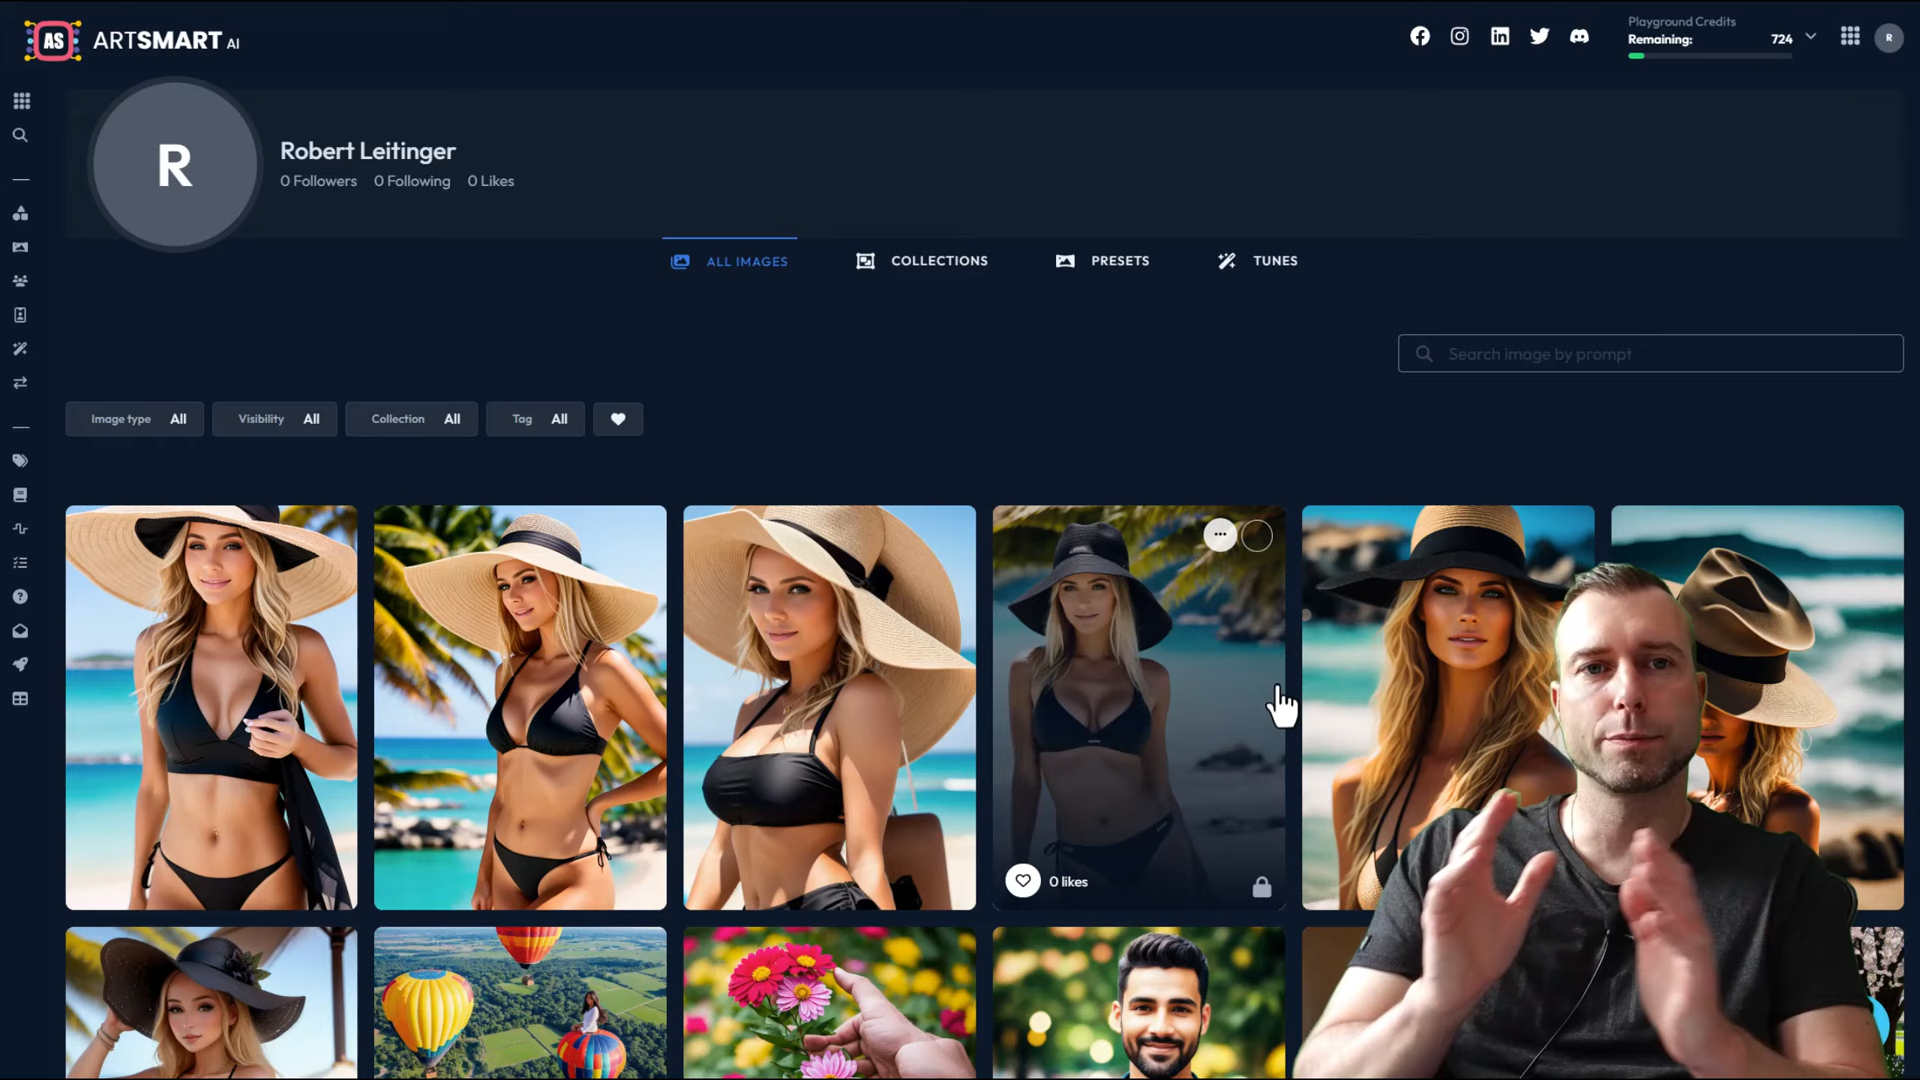 AS ARTSMART AI
Playground Credits
Remaining: 724
R
R
Robert Leitinger
0 Followers 0 Following 0 Likes
ALL IMAGES COLLECTIONS PRESETS TUNES
Search image by prompt
Image type All Visibility All Collection All Tag All
0 likes